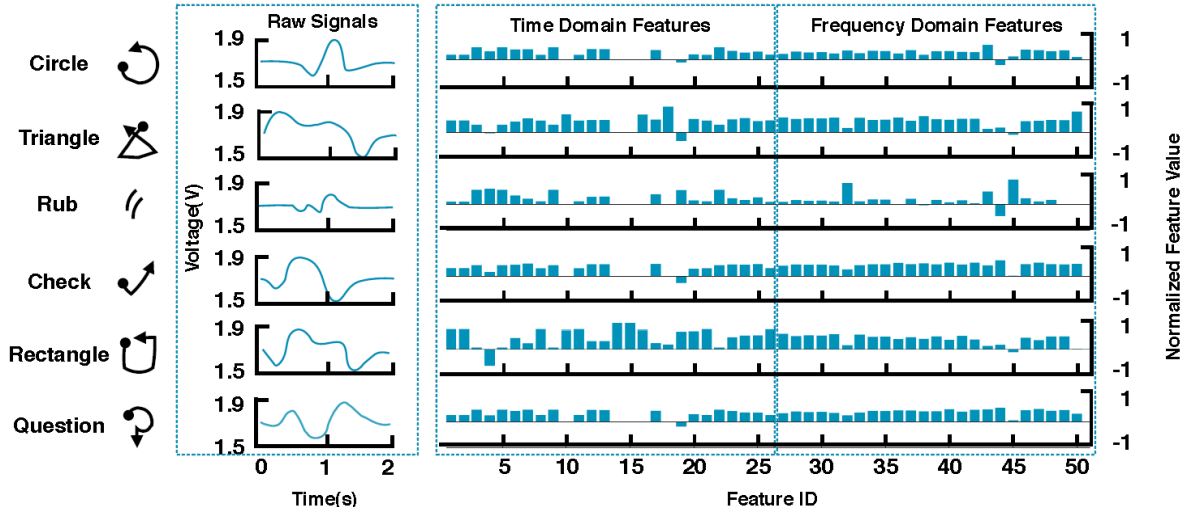 Raw Signals
Time Domain Features
Frequency Domain Features
Circle
1.9
1.5
1
-1
Triangle
1.9
1.5
1
-1
Rub
1.9
1.5
1
-1
Check
1.9
1.5
1
-1
Rectangle
1.9
1.5
1
-1
Question
1.9
1.5
1
-1
Voltage(V)
Normalized Feature Value
0 1 2
5 10 15 19 25 30 35 40 45 50
Time(s)
Feature ID